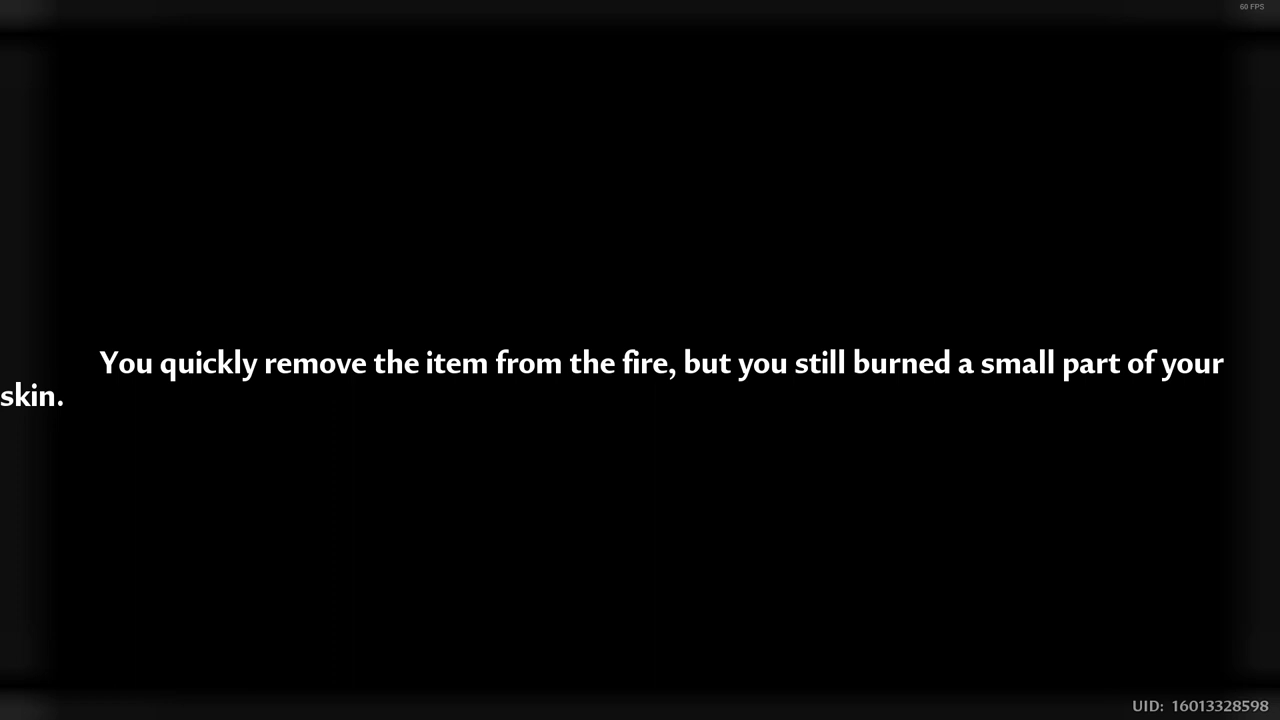 60 FPS
You quickly remove the item from the fire, but you still burned a small part of your
skin.
UID: 16013328598